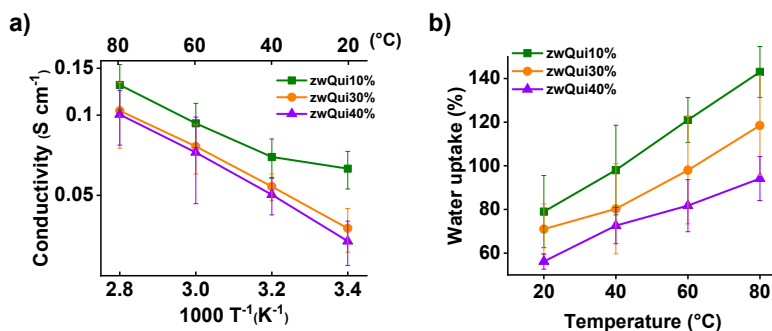 a)
80 60 40 20 (°C)
0.15
0.1
0.05
Conductivity (S cm⁻¹)
zwQui10%
zwQui30%
zwQui40%
2.8 3.0 3.2 3.4
1000 T⁻¹(K⁻¹)
b)
140
120
100
80
60
Water uptake (%)
zwQui10%
zwQui30%
zwQui40%
20 40 60 80
Temperature (°C)